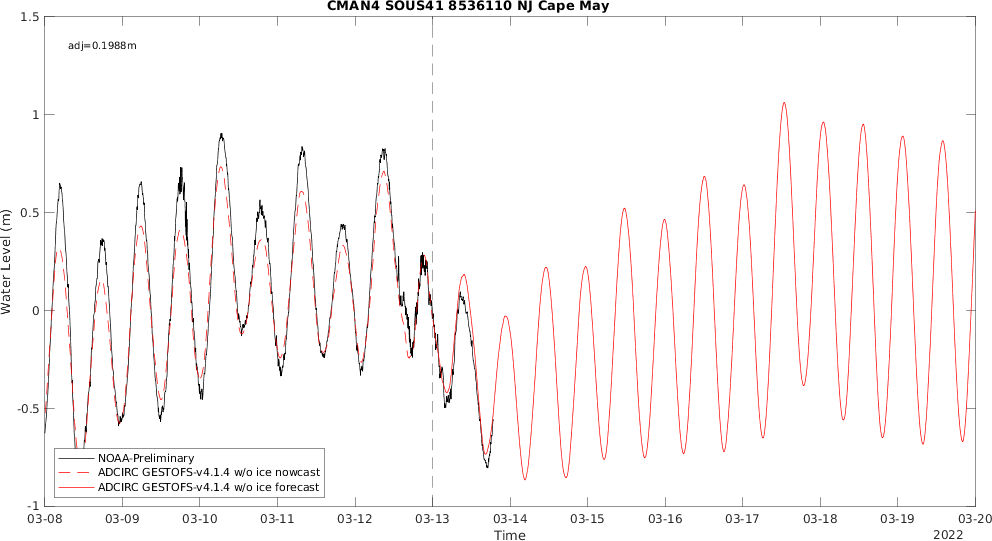 CMAN4 SOUS41 8536110 NJ Cape May
adj=0.1988m
Water Level (m)
1.5
1
0.5
0
-0.5
-1
NOAA-Preliminary
ADCIRC GESTOFS-v4.1.4 w/o ice nowcast
ADCIRC GESTOFS-v4.1.4 w/o ice forecast
03-08 03-09 03-10 03-11 03-12 03-13 03-14 03-15 03-16 03-17 03-18 03-19 03-20
Time
2022